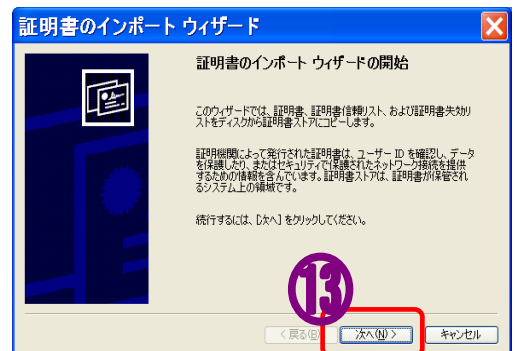 証明書のインポート ウィザード
証明書のインポート ウィザードの開始
このウィザードでは、証明書、証明書信頼リスト、および証明書失効リ
ストをディスクから証明書ストアにコピーします。
証明機関によって発行された証明書は、ユーザー ID を確認し、データ
を保護したり、またはセキュリティで保護されたネットワーク接続を提供
するための情報を含んでいます。証明書ストアは、証明書が保管され
るシステム上の領域です。
続行するには、[次へ] をクリックしてください。
13
< 戻る(B)
次へ(N) >
キャンセル